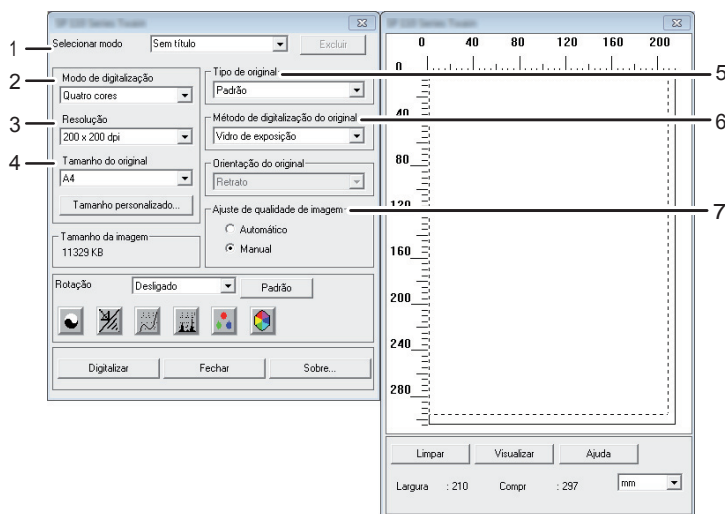 1
Selecionar modo
Sem título
Excluir
2
Modo de digitalização
Quatro cores
3
Resolução
200 x 200 dpi
4
Tamanho do original
A4
Tamanho personalizado...
Tamanho da imagem
11329 KB
Tipo de original
5
Padrão
Método de digitalização do original
6
Vidro de exposição
Orientação do original
Retrato
Ajuste de qualidade de imagem
7
Automático
Manual
Rotação
Desligado
Padrão
Digitalizar
Fechar
Sobre...
0 40 80 120 160 200
0
40
80
120
160
200
240
280
Limpar
Visualizar
Ajuda
Largura : 210 Compr : 297 mm